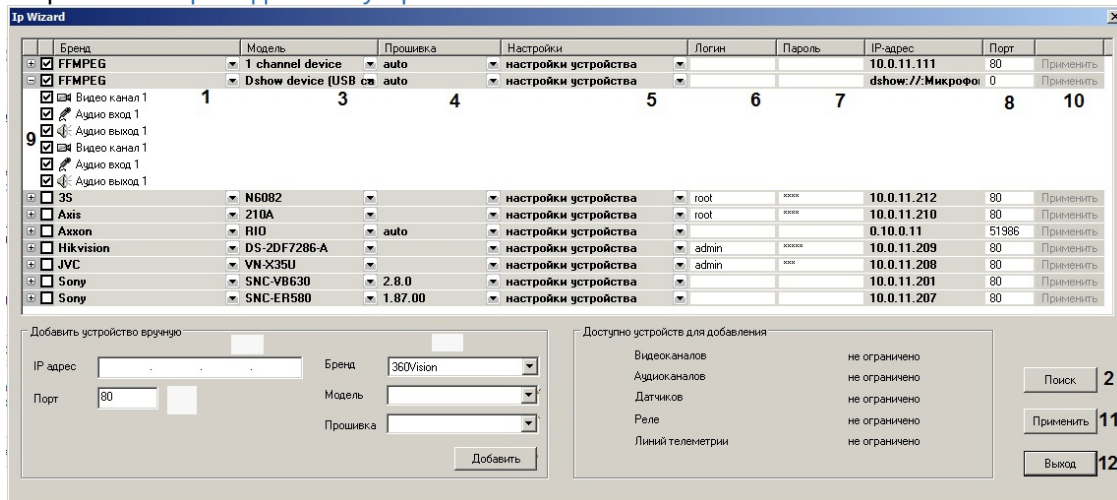 Ip Wizard
Бренд Модель Прошивка Настройки Логин Пароль IP-адрес Порт
FFMPEG 1 channel device auto настройки устройства 10.0.11.111 80 Применить
FFMPEG Dshow device (USB ca auto настройки устройства dshow://:Микрофо 0 Применить
Видео канал 1 1 3 4 5 6 7 8 10
Аудио вход 1
Аудио выход 1
9
Видео канал 1
Аудио вход 1
Аудио выход 1
3S N6082 настройки устройства root **** 10.0.11.212 80 Применить
Axis 210A настройки устройства root **** 10.0.11.210 80 Применить
Axxon RIO auto настройки устройства 0.10.0.11 51986 Применить
Hikvision DS-2DF7286-A настройки устройства admin ***** 10.0.11.209 80 Применить
JVC VN-X35U настройки устройства admin *** 10.0.11.208 80 Применить
Sony SNC-VB630 2.8.0 настройки устройства 10.0.11.201 80 Применить
Sony SNC-ER580 1.87.00 настройки устройства 10.0.11.207 80 Применить
Добавить устройство вручную
IP адрес . . .
Порт 80
Бренд 360Vision
Модель
Прошивка
Добавить
Доступно устройств для добавления
Видеоканалов не ограничено
Аудиоканалов не ограничено
Датчиков не ограничено
Реле не ограничено
Линий телеметрии не ограничено
Поиск 2
Применить 11
Выход 12